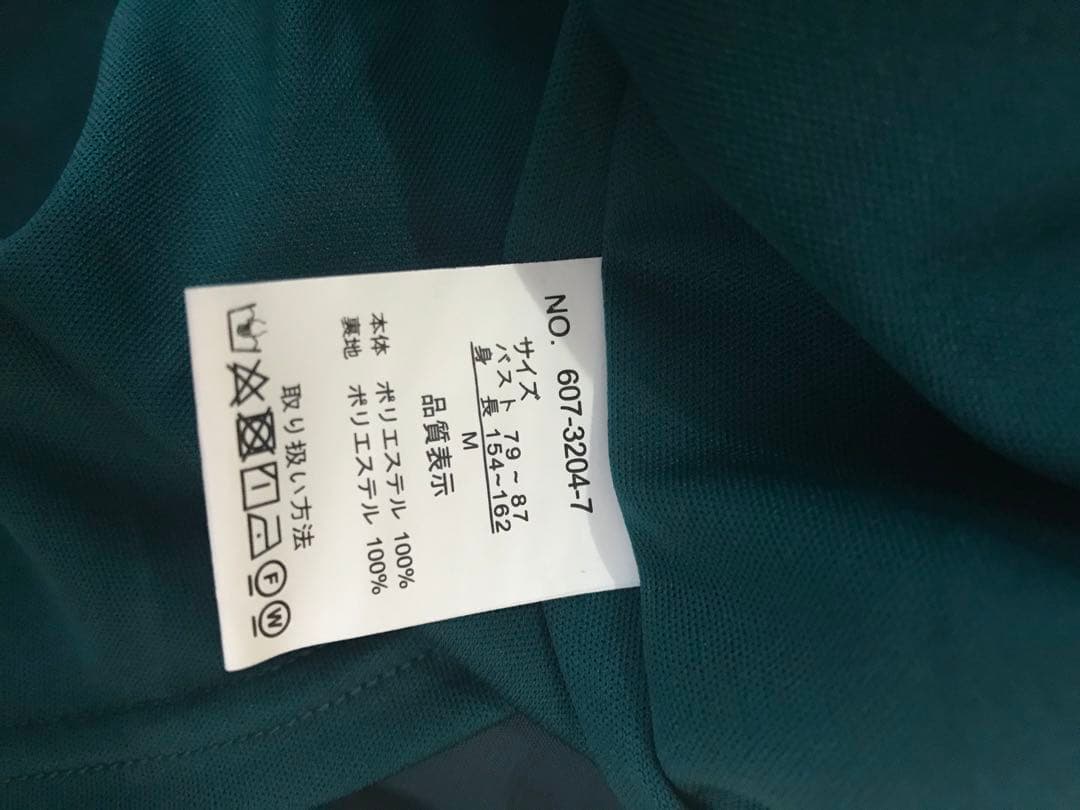 NO. 607-3204-7
サイズ
バスト 79~87
身長 154~162
M
品質表示
本体 ポリエステル 100%
裏地 ポリエステル 100%
取り扱い方法
F W